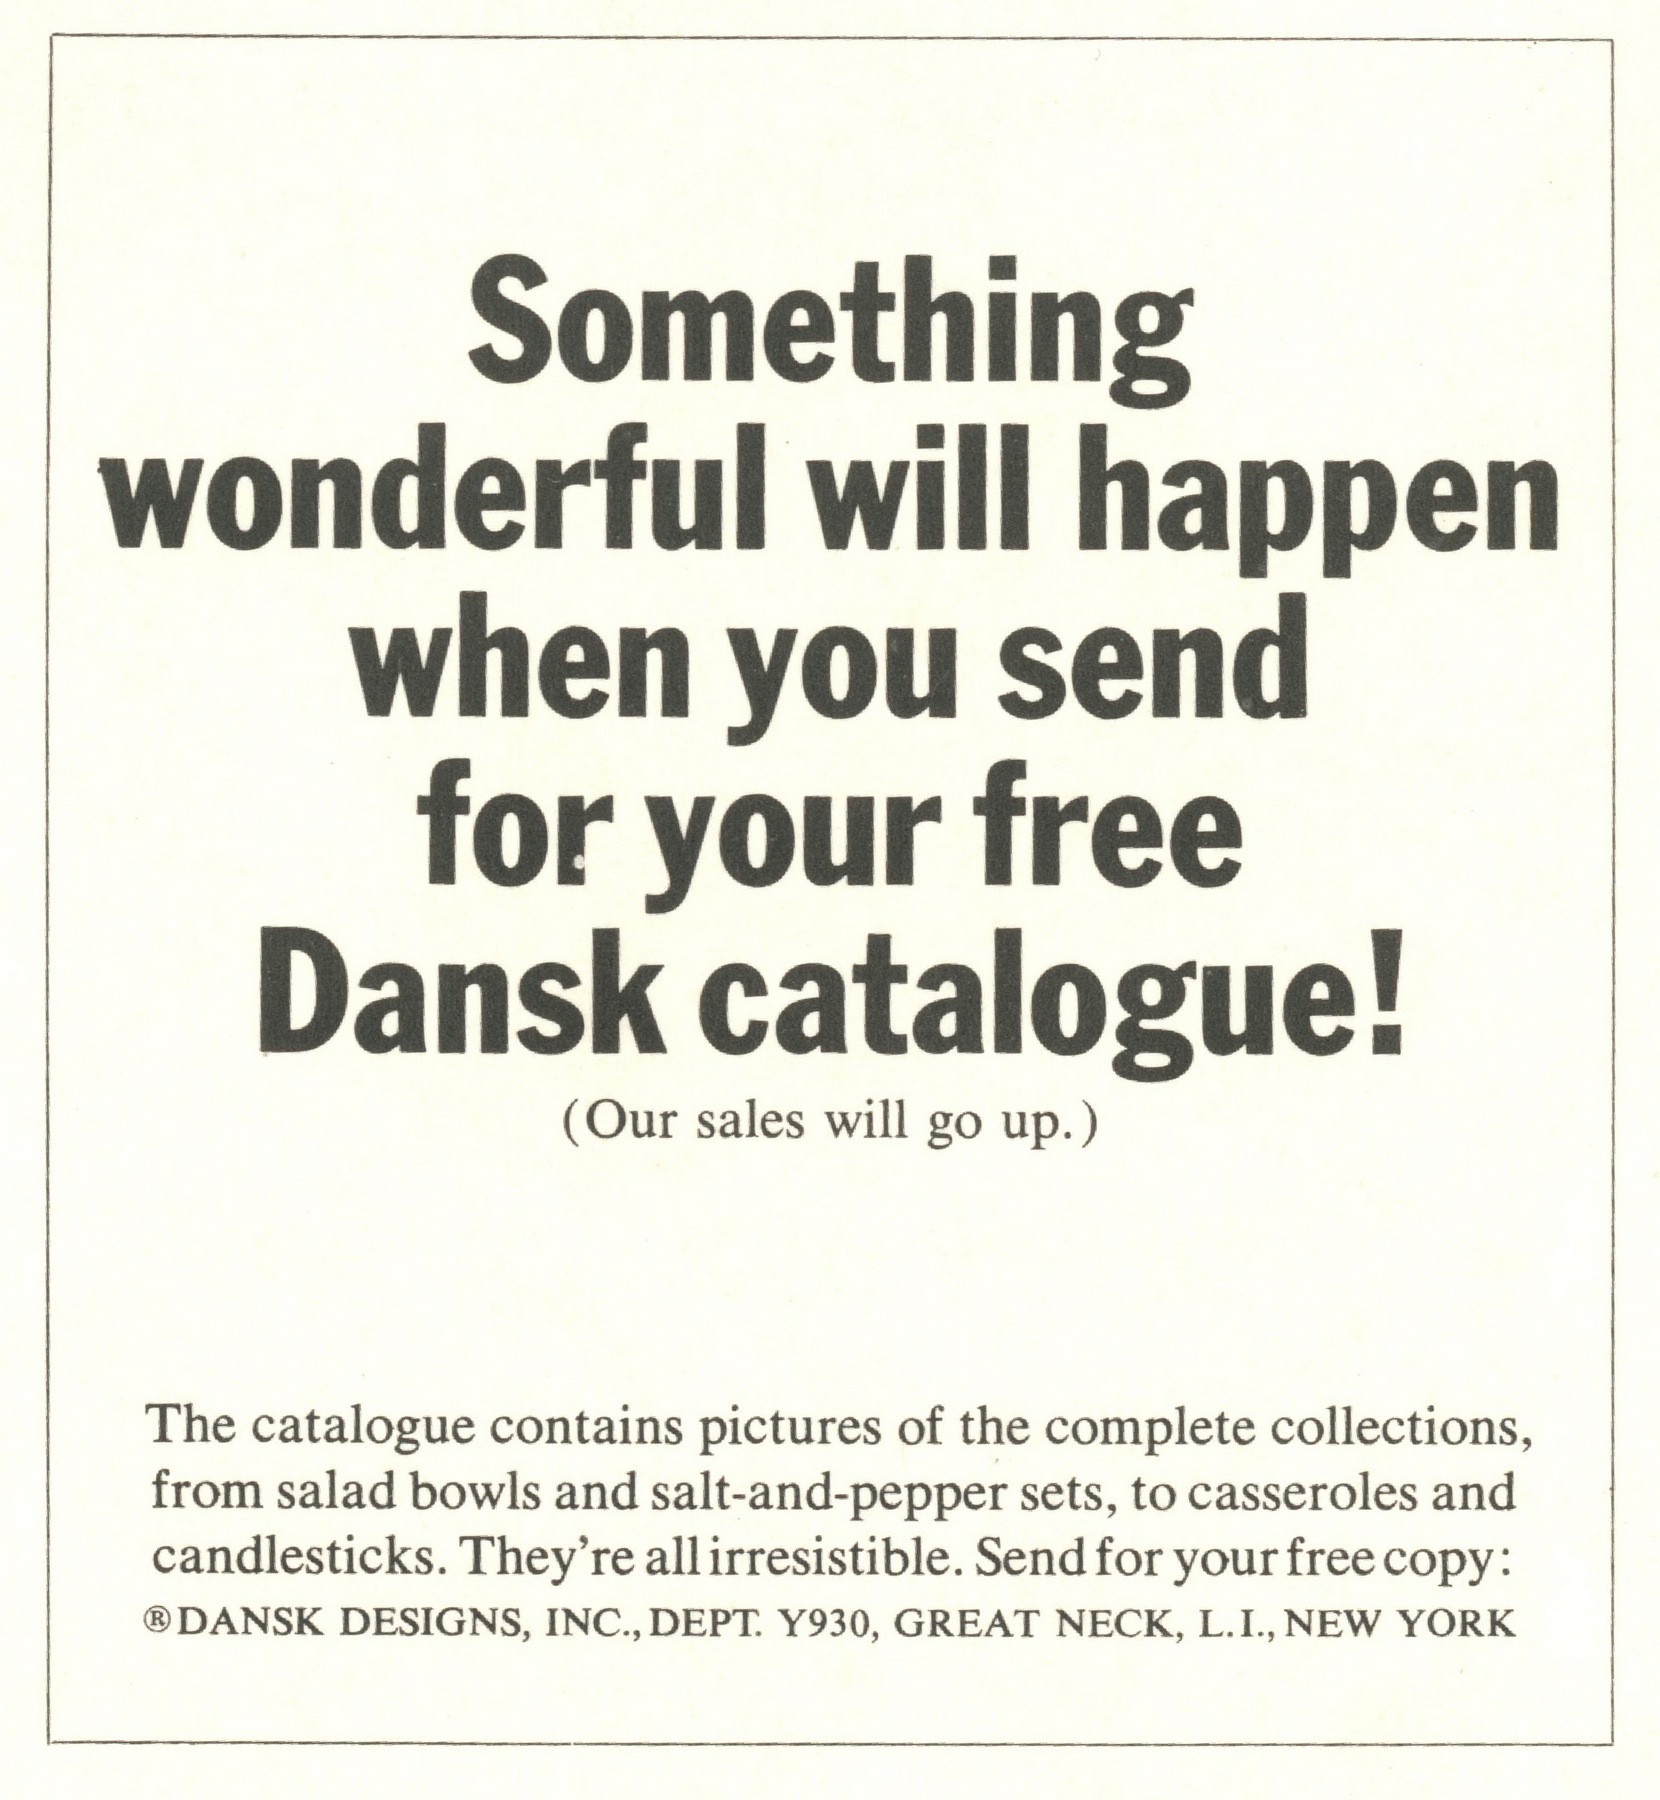 Something
wonderful will happen
when you send
for your free
Dansk catalogue!
(Our sales will go up.)
The catalogue contains pictures of the complete collections,
from salad bowls and salt-and-pepper sets, to casseroles and
candlesticks. They're all irresistible. Send for your free copy:
®DANSK DESIGNS, INC., DEPT. Y930, GREAT NECK, L.I., NEW YORK